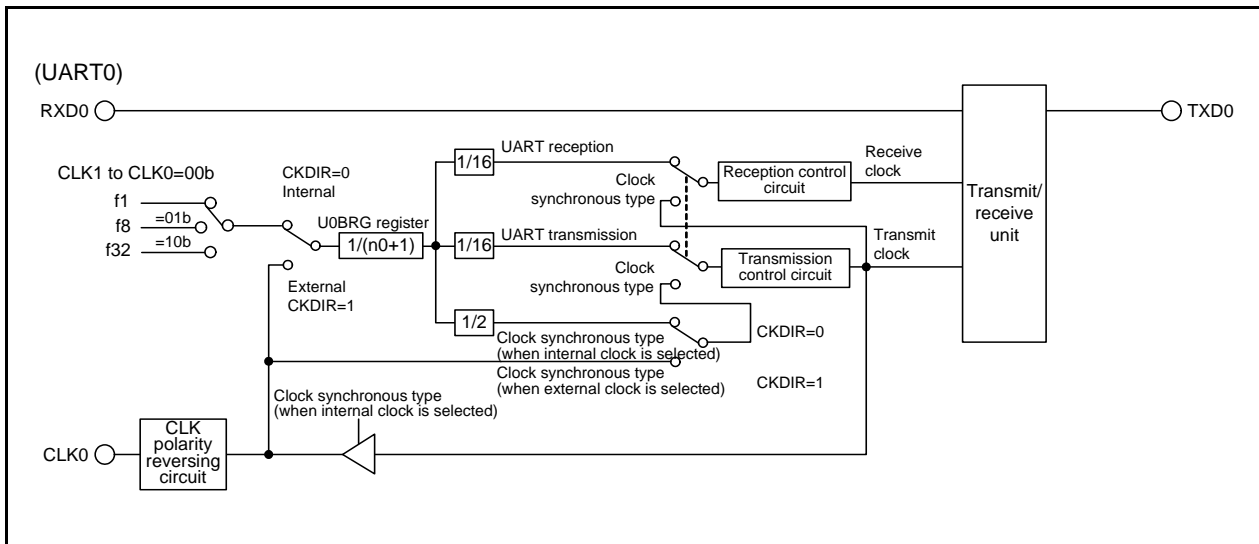 (UART0)
RXD0
TXD0
CLK1 to CLK0=00b
f1
f8
=01b
f32
=10b
CKDIR=0
Internal
External
CKDIR=1
U0BRG register
1/(n0+1)
1/16
UART reception
Clock
synchronous type
Reception control
circuit
Receive
clock
1/16
UART transmission
Clock
synchronous type
Transmission
control circuit
Transmit
clock
Transmit/
receive
unit
1/2
Clock synchronous type
(when internal clock is selected)
CKDIR=0
Clock synchronous type
(when external clock is selected)
CKDIR=1
Clock synchronous type
(when internal clock is selected)
CLK0
CLK
polarity
reversing
circuit